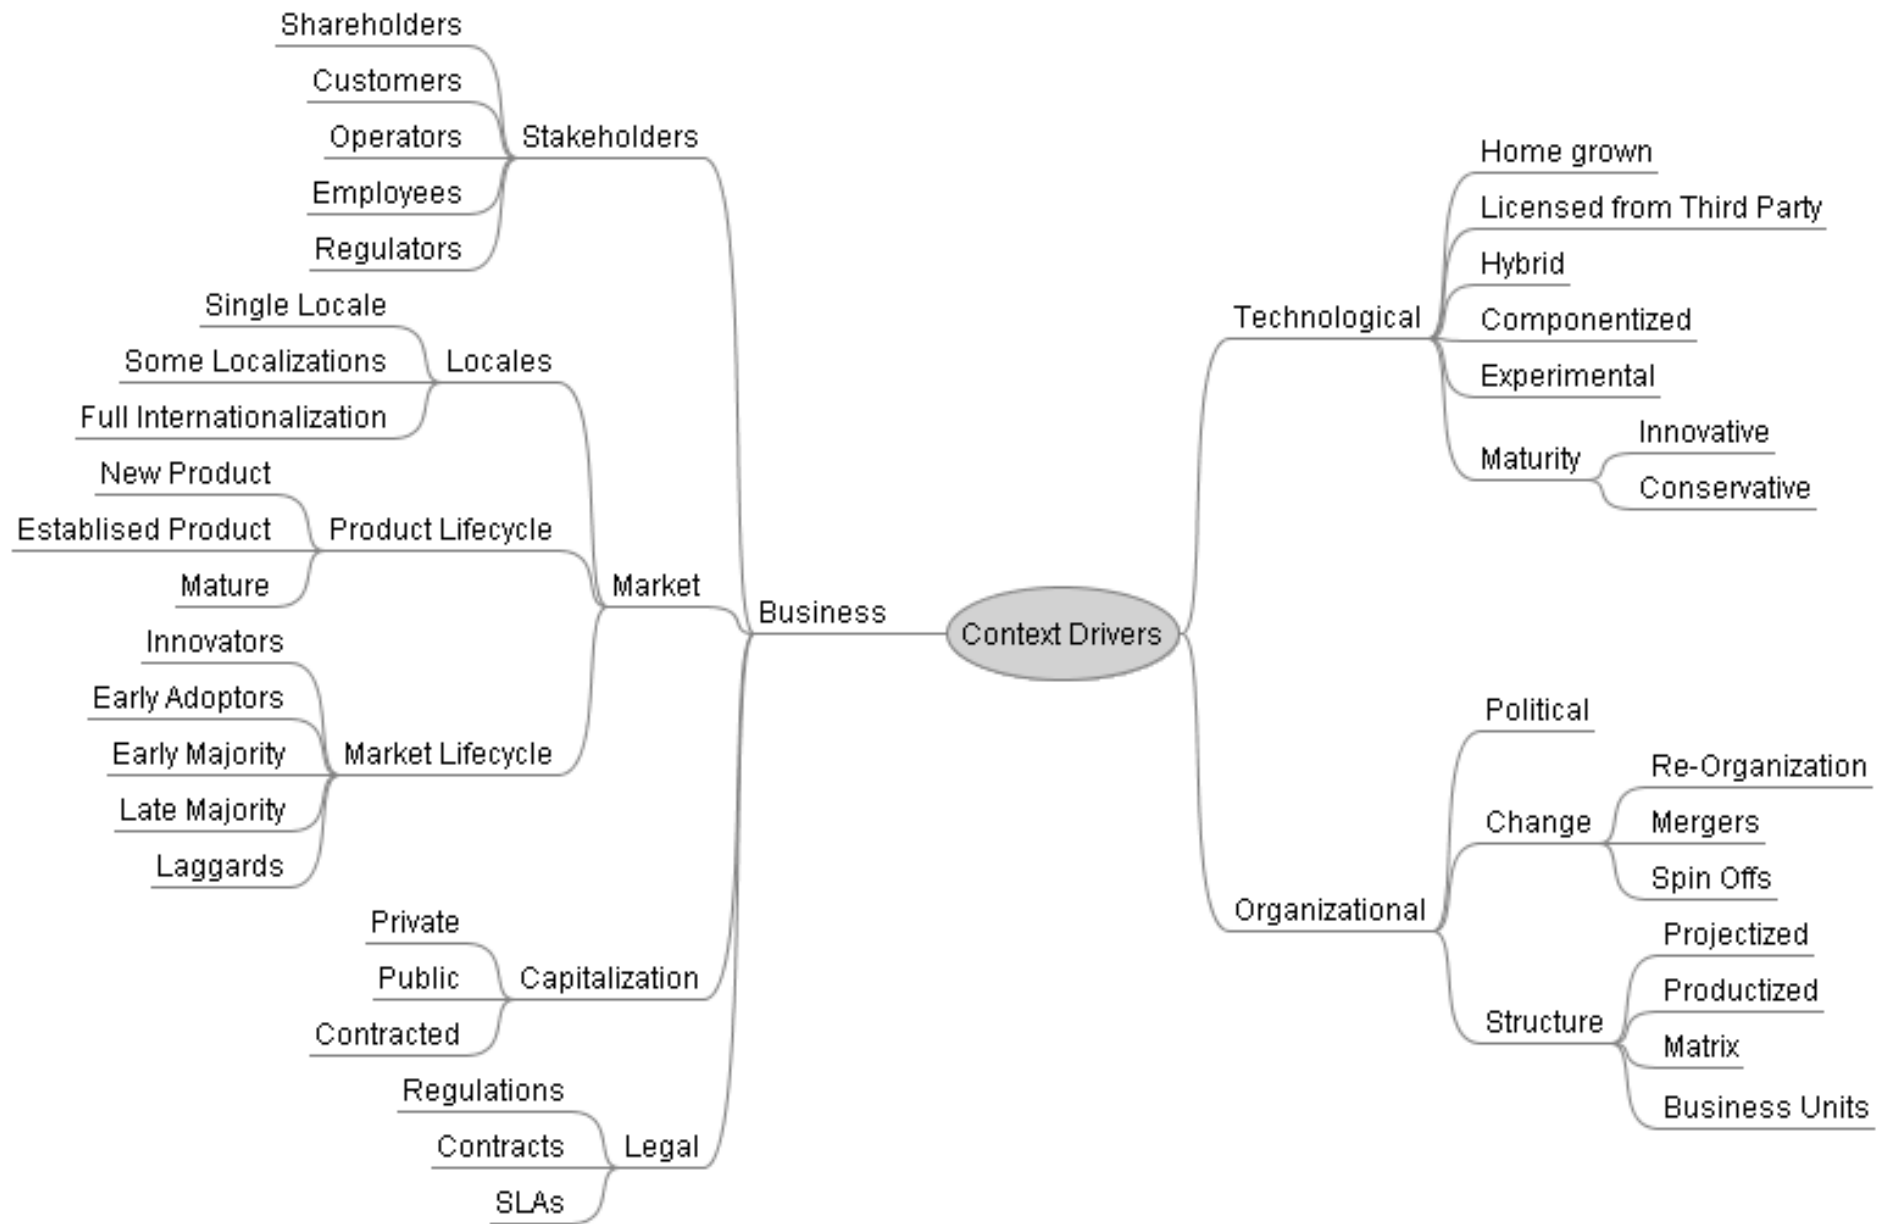 Shareholders
Customers
Operators
Employees
Regulators
Stakeholders
Single Locale
Some Localizations
Full Internationalization
Locales
New Product
Establised Product
Mature
Product Lifecycle
Innovators
Early Adoptors
Early Majority
Late Majority
Laggards
Market Lifecycle
Market
Private
Public
Contracted
Capitalization
Regulations
Contracts
SLAs
Legal
Business
Context Drivers
Technological
Home grown
Licensed from Third Party
Hybrid
Componentized
Experimental
Maturity
Innovative
Conservative
Organizational
Political
Change
Re-Organization
Mergers
Spin Offs
Structure
Projectized
Productized
Matrix
Business Units